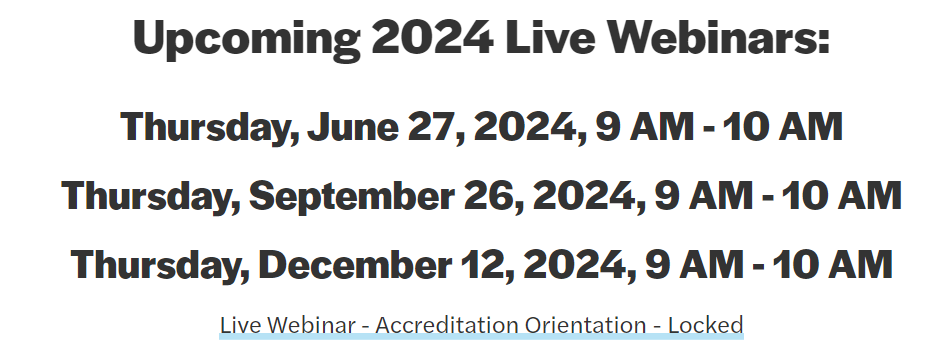 Upcoming 2024 Live Webinars:
Thursday, June 27, 2024, 9 AM - 10 AM
Thursday, September 26, 2024, 9 AM - 10 AM
Thursday, December 12, 2024, 9 AM - 10 AM
Live Webinar - Accreditation Orientation - Locked